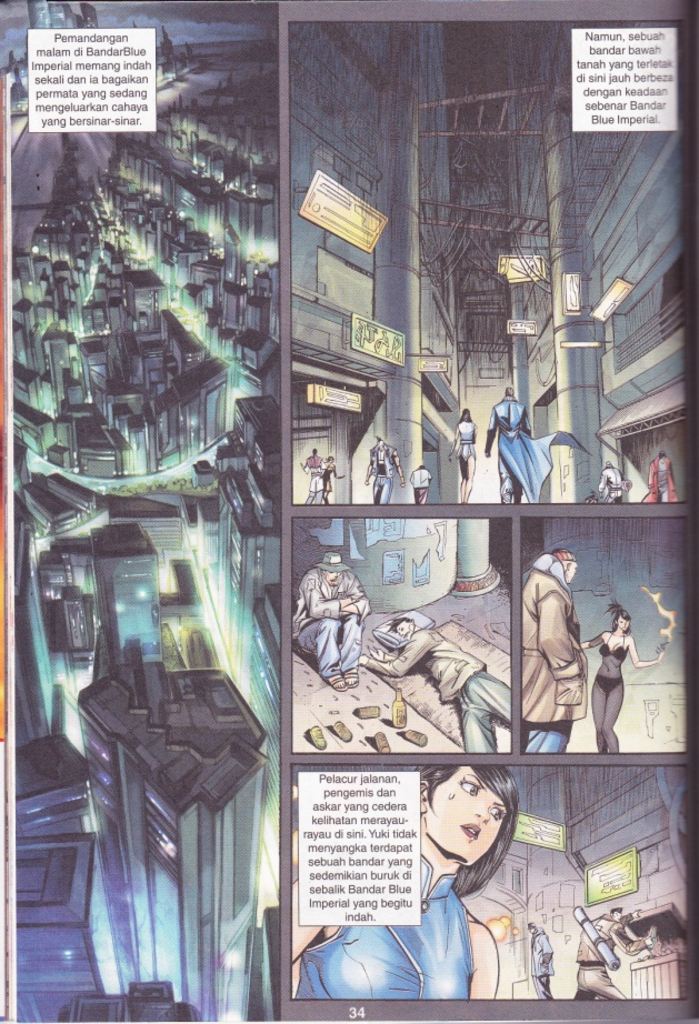 Pemandangan
malam di BandarBlue
Imperial memang indah
sekali dan ia bagaikan
permata yang sedang
mengeluarkan cahaya
yang bersinar-sinar.
Namun, sebuah
bandar bawah
tanah yang terletak
di sini jauh berbeza
dengan keadaan
sebenar Bandar
Blue Imperial.
Pelacur jalanan,
pengemis dan
askar yang cedera
kelihatan merayau-
rayau di sini. Yuki tidak
menyangka terdapat
sebuah bandar yang
sedemikian buruk di
sebalik Bandar Blue
Imperial yang begitu
indah.
34